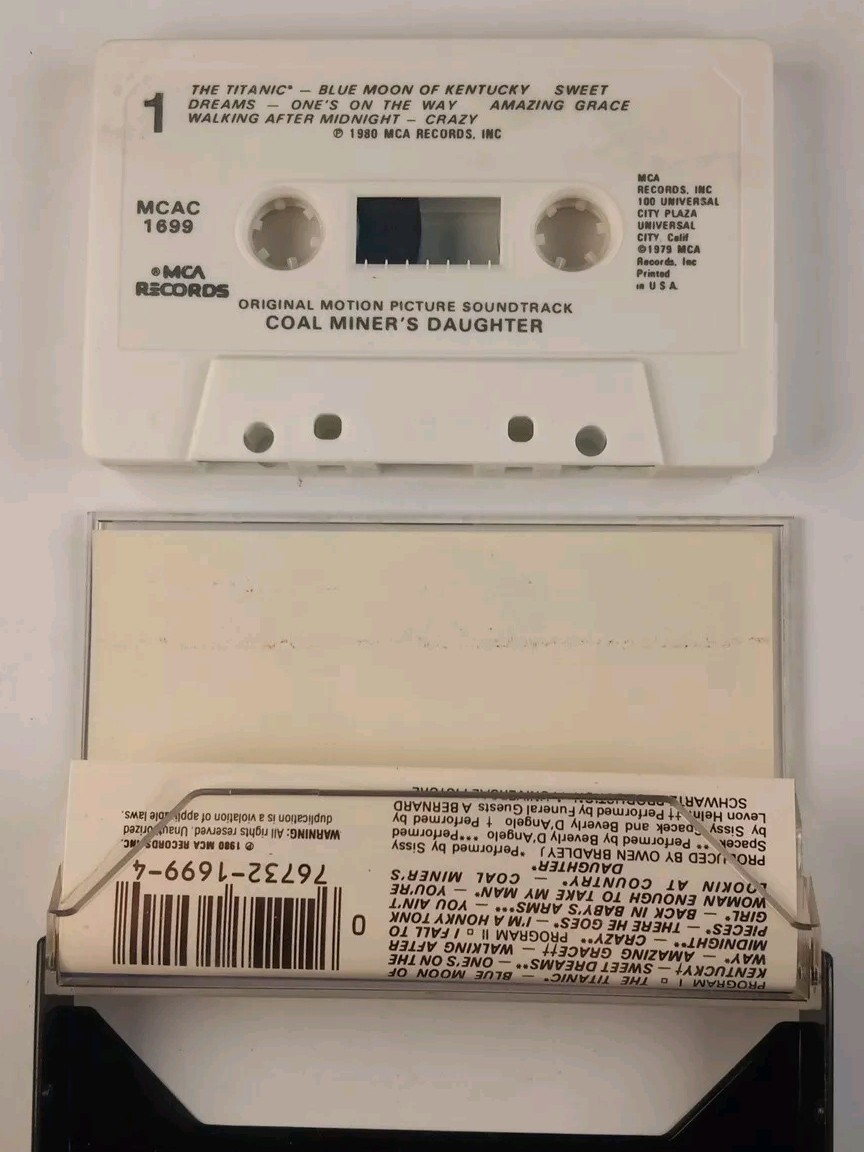 1
THE TITANIC* — BLUE MOON OF KENTUCKY SWEET
DREAMS — ONE'S ON THE WAY AMAZING GRACE
WALKING AFTER MIDNIGHT — CRAZY
℗ 1980 MCA RECORDS, INC
MCAC
1699
®MCA
RECORDS
MCA
RECORDS, INC
100 UNIVERSAL
CITY PLAZA
UNIVERSAL
CITY Calif
©1979 MCA
Records, Inc
Printed
in U S A.
ORIGINAL MOTION PICTURE SOUNDTRACK
COAL MINER'S DAUGHTER
PROGRAM I □ THE TITANIC* — BLUE MOON OF
KENTUCKY† — SWEET DREAMS** — ONE'S ON THE
WAY* — AMAZING GRACE†† — WALKING AFTER
MIDNIGHT** — CRAZY** PROGRAM II □ I FALL TO
PIECES* — THERE HE GOES* — I'M A HONKY TONK
GIRL* — BACK IN BABY'S ARMS*** — YOU AIN'T
WOMAN ENOUGH TO TAKE MY MAN* — YOU'RE
LOOKIN AT COUNTRY* — COAL MINER'S
DAUGHTER*
PRODUCED BY OWEN BRADLEY) *Performed by Sissy
Spacek ** Performed by Beverly D'Angelo ***Performed
by Sissy Spacek and Beverly D'Angelo † Performed by
Levon Helm †† Performed by Funeral Guests A BERNARD
SCHWARTZ PRODUCTION
0
76732-1699-4
℗ 1980 MCA RECORDS, INC.
WARNING: All rights reserved. Unauthorized
duplication is a violation of applicable laws.